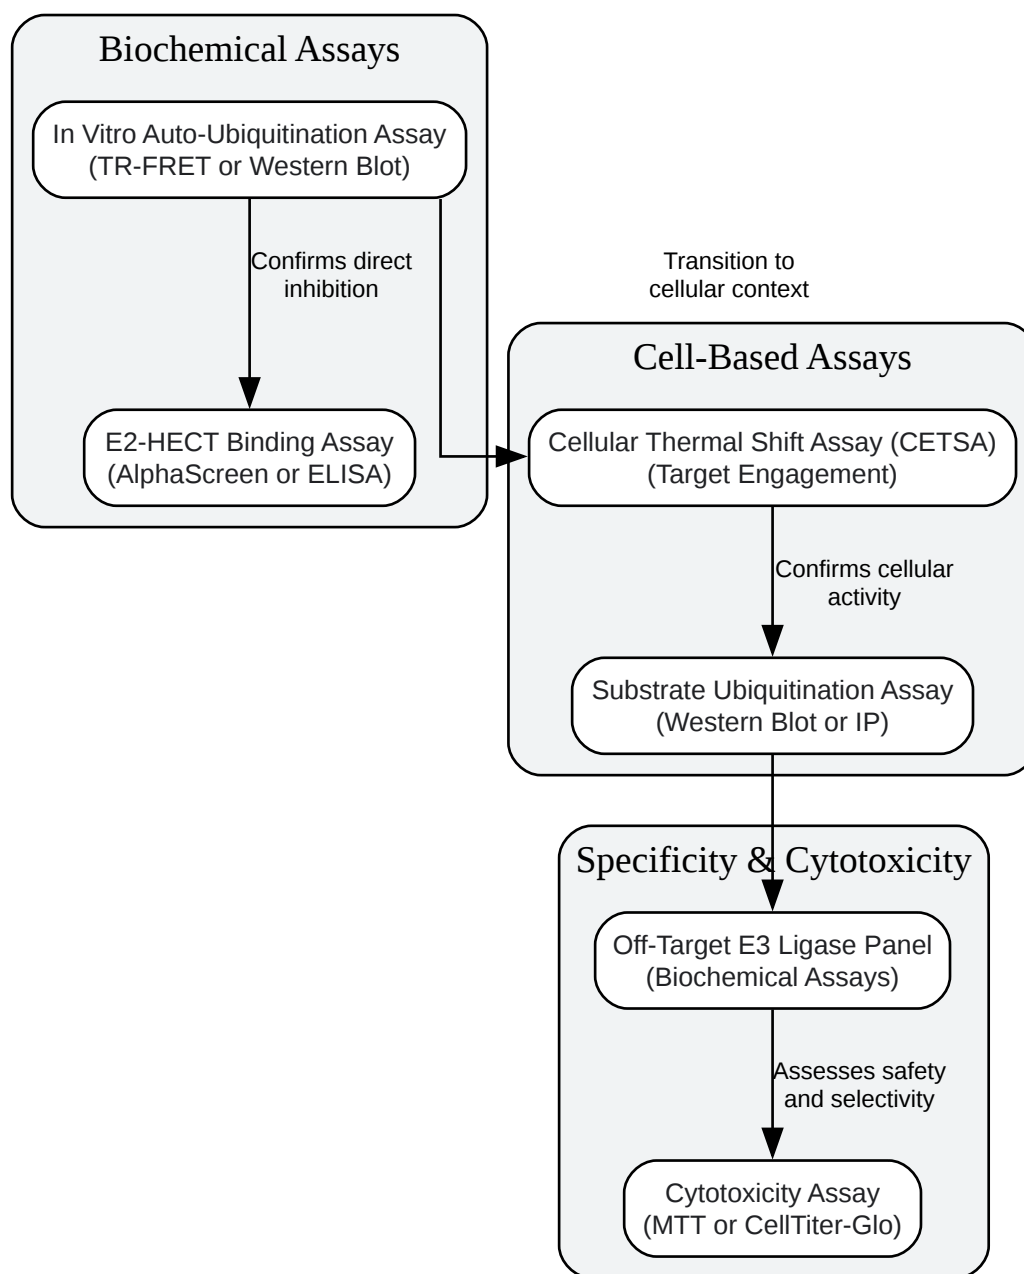 Biochemical Assays
In Vitro Auto-Ubiquitination Assay
(TR-FRET or Western Blot)
Confirms direct
inhibition
E2-HECT Binding Assay
(AlphaScreen or ELISA)
Transition to
cellular context
Cell-Based Assays
Cellular Thermal Shift Assay (CETSA)
(Target Engagement)
Confirms cellular
activity
Substrate Ubiquitination Assay
(Western Blot or IP)
Specificity & Cytotoxicity
Off-Target E3 Ligase Panel
(Biochemical Assays)
Assesses safety
and selectivity
Cytotoxicity Assay
(MTT or CellTiter-Glo)